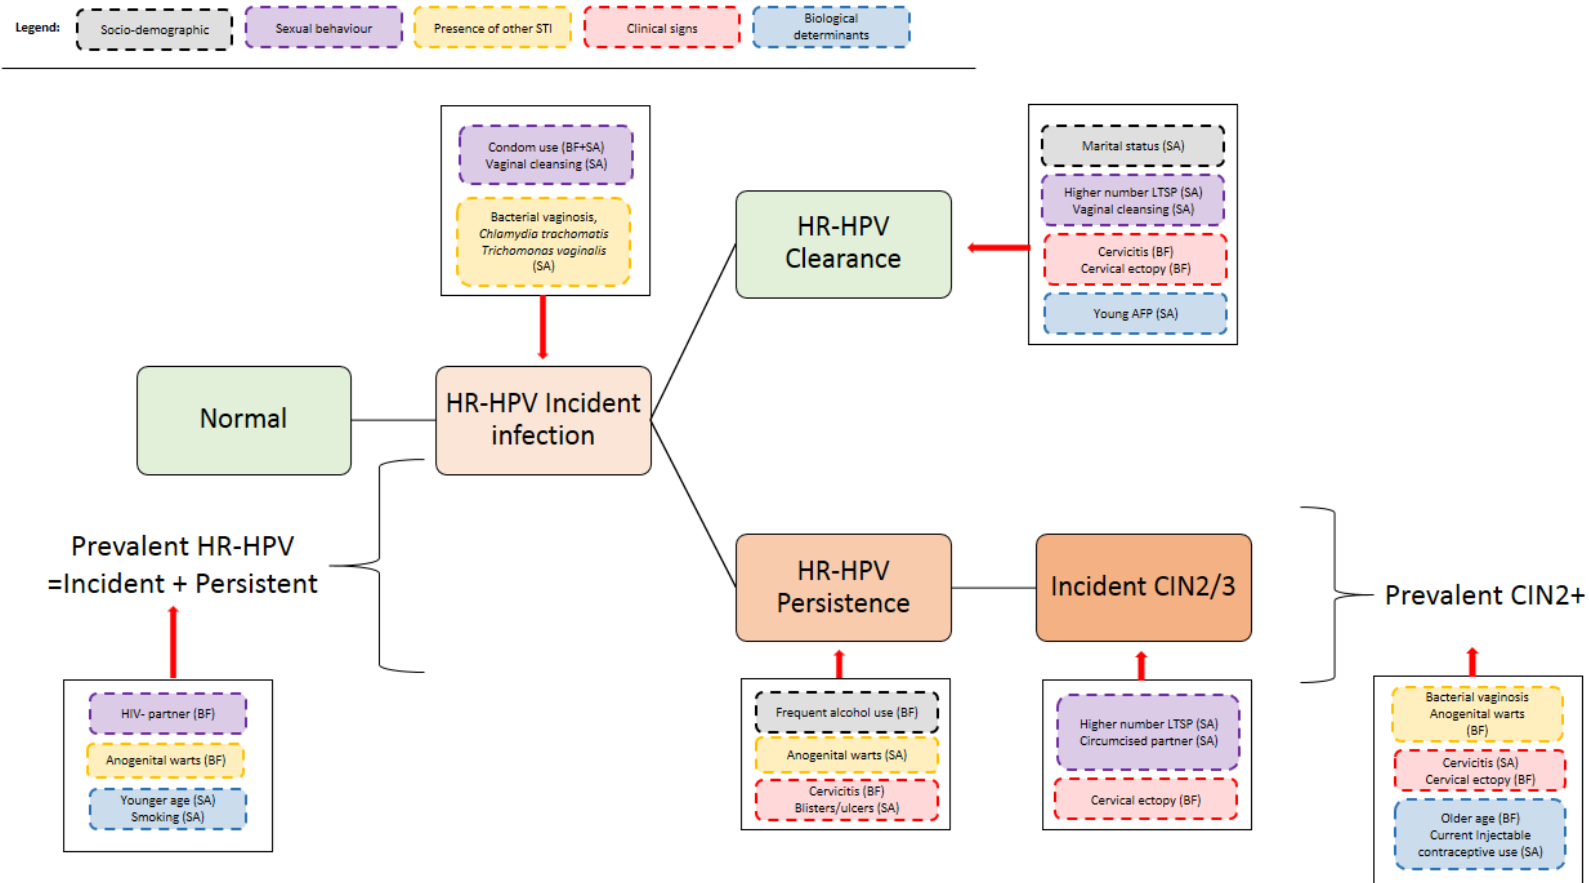 Legend:
Socio-demographic
Sexual behaviour
Presence of other STI
Clinical signs
Biological
determinants
Condom use (BF+SA)
Vaginal cleansing (SA)
Bacterial vaginosis,
Chlamydia trachomatis
Trichomonas vaginalis
(SA)
HR-HPV
Clearance
Marital status (SA)
Higher number LTSP (SA)
Vaginal cleansing (SA)
Cervicitis (BF)
Cervical ectopy (BF)
Young AFP (SA)
Normal
HR-HPV Incident
infection
Prevalent HR-HPV
=Incident + Persistent
HR-HPV
Persistence
Incident CIN2/3
Prevalent CIN2+
HIV- partner (BF)
Anogenital warts (BF)
Younger age (SA)
Smoking (SA)
Frequent alcohol use (BF)
Anogenital warts (SA)
Cervicitis (BF)
Blisters/ulcers (SA)
Higher number LTSP (SA)
Circumcised partner (SA)
Cervical ectopy (BF)
Bacterial vaginosis
Anogenital warts
(BF)
Cervicitis (SA)
Cervical ectopy (BF)
Older age (BF)
Current Injectable
contraceptive use (SA)